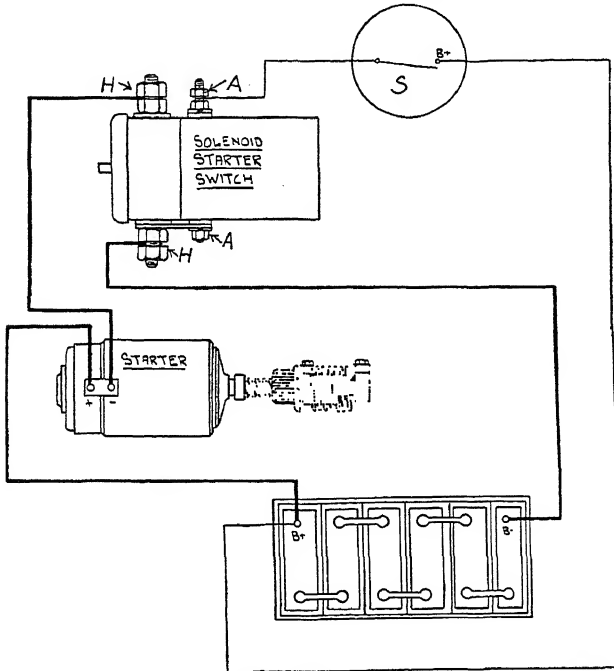 B+
S
H
A
SOLENOID
STARTER
SWITCH
A
H
STARTER
+ -
B+
B-